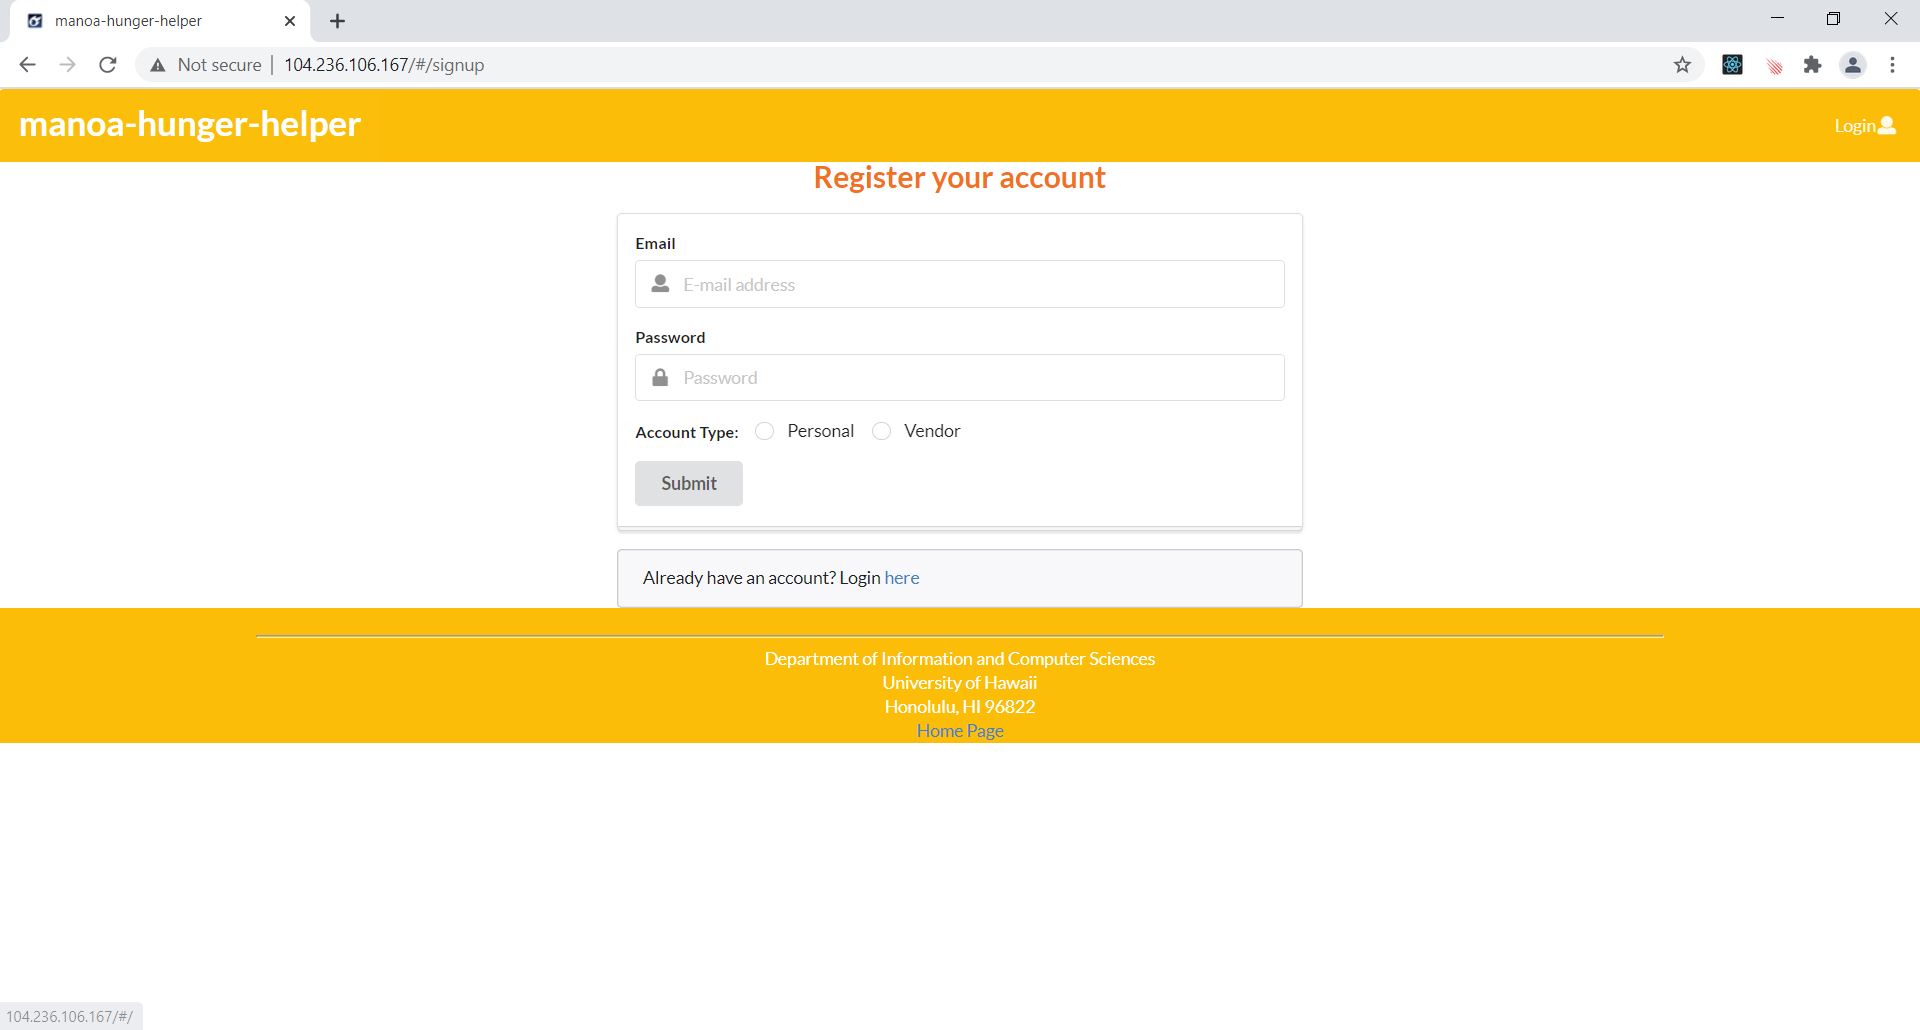 manoa-hunger-helper
Not secure
104.236.106.167/#/signup
manoa-hunger-helper
Login
Register your account
Email
E-mail address
Password
Password
Account Type: Personal Vendor
Submit
Already have an account? Login here
Department of Information and Computer Sciences
University of Hawaii
Honolulu, HI 96822
Home Page
104.236.106.167/#/